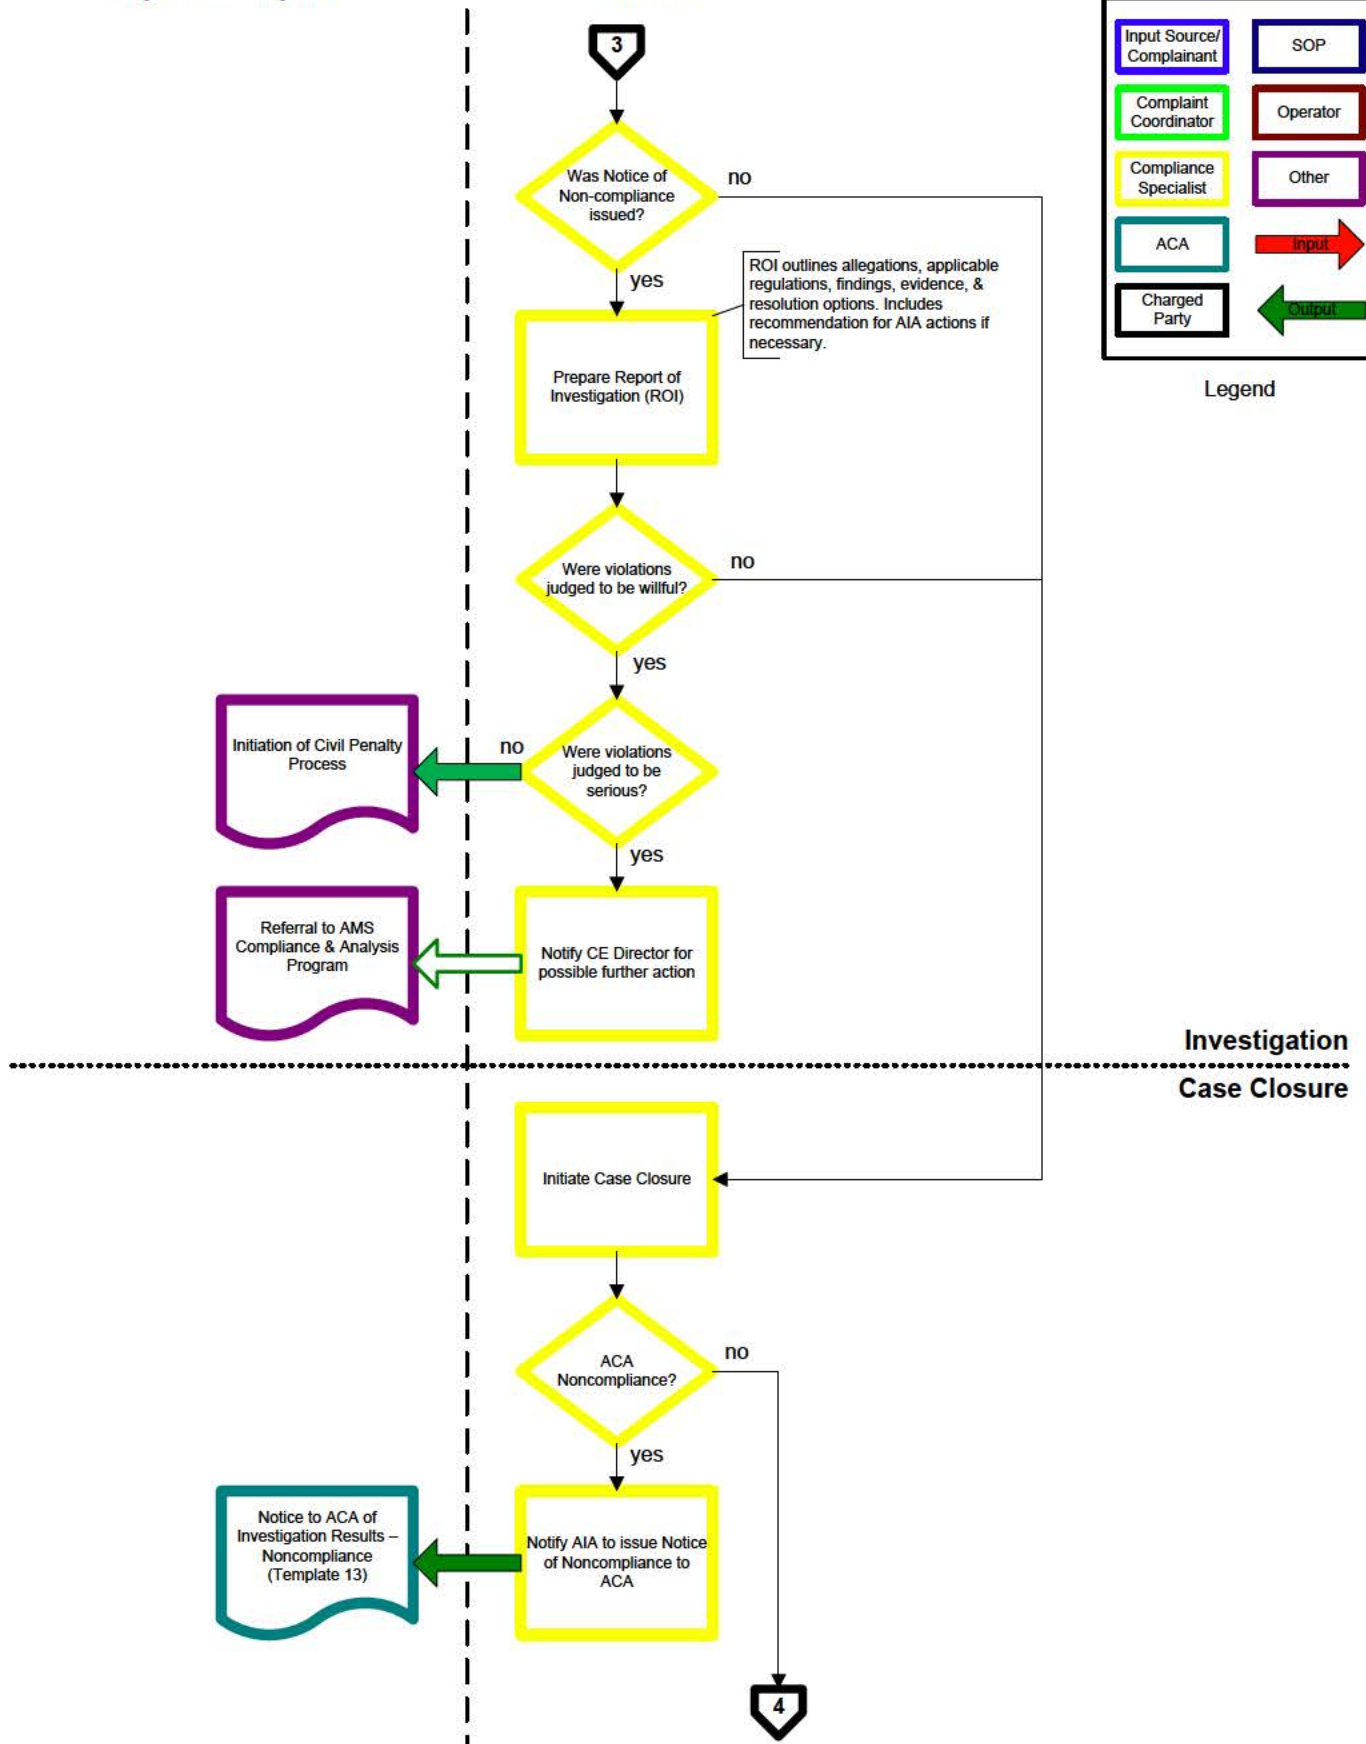 3
Was Notice of
Non-compliance
issued?
no
yes
ROI outlines allegations, applicable
regulations, findings, evidence, &
resolution options. Includes
recommendation for AIA actions if
necessary.
Prepare Report of
Investigation (ROI)
Were violations
judged to be willful?
no
yes
Were violations
judged to be
serious?
no
Initiation of Civil Penalty
Process
yes
Notify CE Director for
possible further action
Referral to AMS
Compliance & Analysis
Program
Investigation
Case Closure
Initiate Case Closure
ACA
Noncompliance?
no
yes
Notify AIA to issue Notice
of Noncompliance to
ACA
Notice to ACA of
Investigation Results –
Noncompliance
(Template 13)
4
Input Source/
Complainant
SOP
Complaint
Coordinator
Operator
Compliance
Specialist
Other
ACA
Input
Charged
Party
Output
Legend